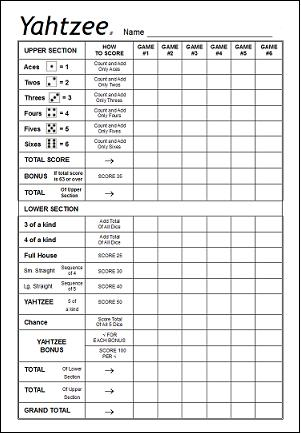 Yahtzee® Name
UPPER SECTION HOW TO SCORE GAME #1 GAME #2 GAME #3 GAME #4 GAME #5 GAME #6
Aces = 1 Count and Add Only Aces
Twos = 2 Count and Add Only Twos
Threes = 3 Count and Add Only Threes
Fours = 4 Count and Add Only Fours
Fives = 5 Count and Add Only Fives
Sixes = 6 Count and Add Only Sixes
TOTAL SCORE →
BONUS If total score is 63 or over SCORE 35
TOTAL Of Upper Section →
LOWER SECTION
3 of a kind Add Total Of All Dice
4 of a kind Add Total Of All Dice
Full House SCORE 25
Sm. Straight Sequence of 4 SCORE 30
Lg. Straight Sequence of 5 SCORE 40
YAHTZEE 5 of a kind SCORE 50
Chance Score Total Of All 5 Dice
YAHTZEE BONUS √ FOR EACH BONUS
SCORE 100 PER √
TOTAL Of Lower Section →
TOTAL Of Upper Section →
GRAND TOTAL →